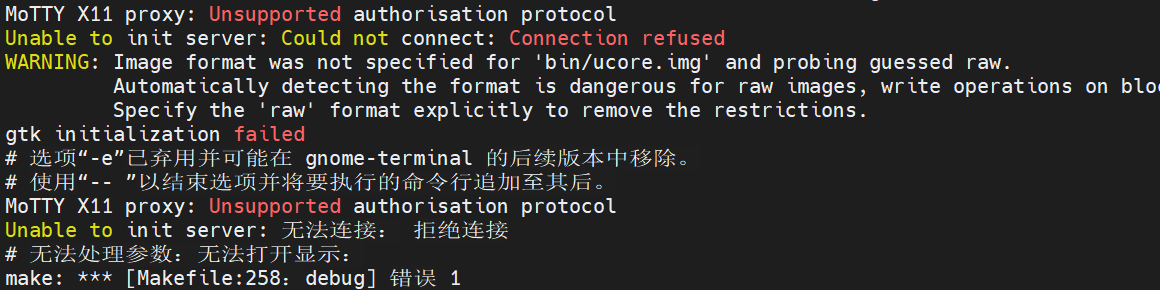 MoTTY X11 proxy: Unsupported authorisation protocol
Unable to init server: Could not connect: Connection refused
WARNING: Image format was not specified for 'bin/ucore.img' and probing guessed raw.
Automatically detecting the format is dangerous for raw images, write operations on bloc
Specify the 'raw' format explicitly to remove the restrictions.
gtk initialization failed
# 选项“-e”已弃用并可能在 gnome-terminal 的后续版本中移除。
# 使用“-- ”以结束选项并将要执行的命令行追加至其后。
MoTTY X11 proxy: Unsupported authorisation protocol
Unable to init server: 无法连接： 拒绝连接
# 无法处理参数：无法打开显示：
make: *** [Makefile:258：debug] 错误 1